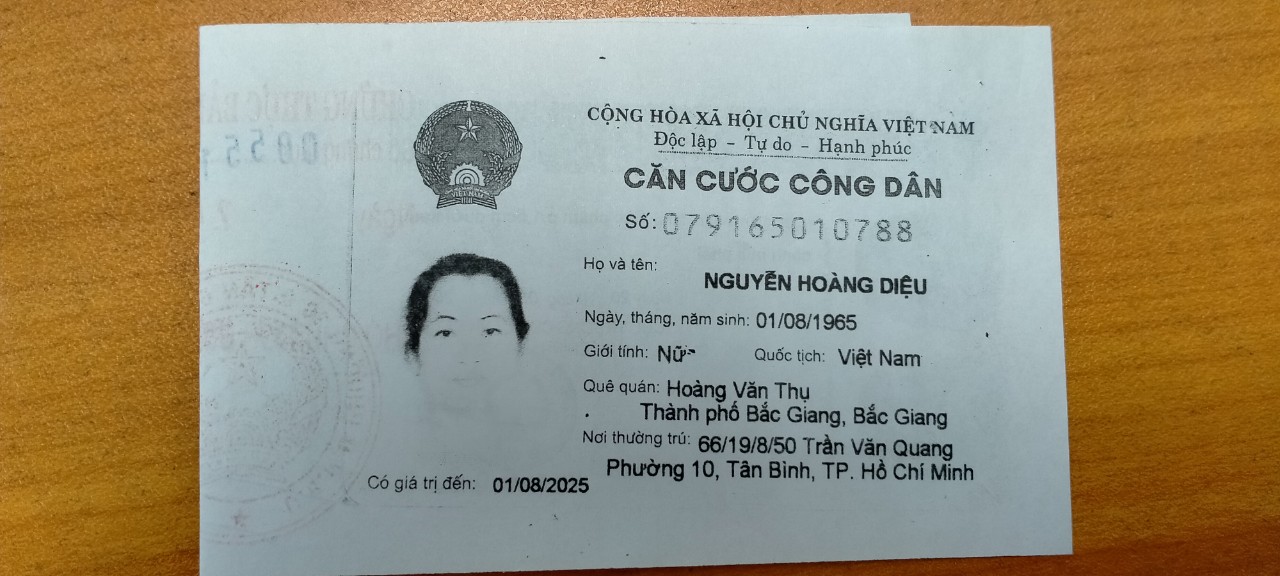 CỘNG HÒA XÃ HỘI CHỦ NGHĨA VIỆT NAM
Độc lập - Tự do - Hạnh phúc
CĂN CƯỚC CÔNG DÂN
Số: 079165010788
Họ và tên:
NGUYỄN HOÀNG DIỆU
Ngày, tháng, năm sinh: 01/08/1965
Giới tính: Nữ Quốc tịch: Việt Nam
Quê quán: Hoàng Văn Thụ
Thành phố Bắc Giang, Bắc Giang
Nơi thường trú: 66/19/8/50 Trần Văn Quang
Phường 10, Tân Bình, TP. Hồ Chí Minh
Có giá trị đến: 01/08/2025